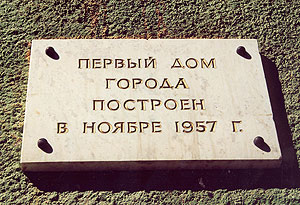 ПЕРВЫЙ ДОМ
ГОРОДА
ПОСТРОЕН
В НОЯБРЕ 1957 Г.